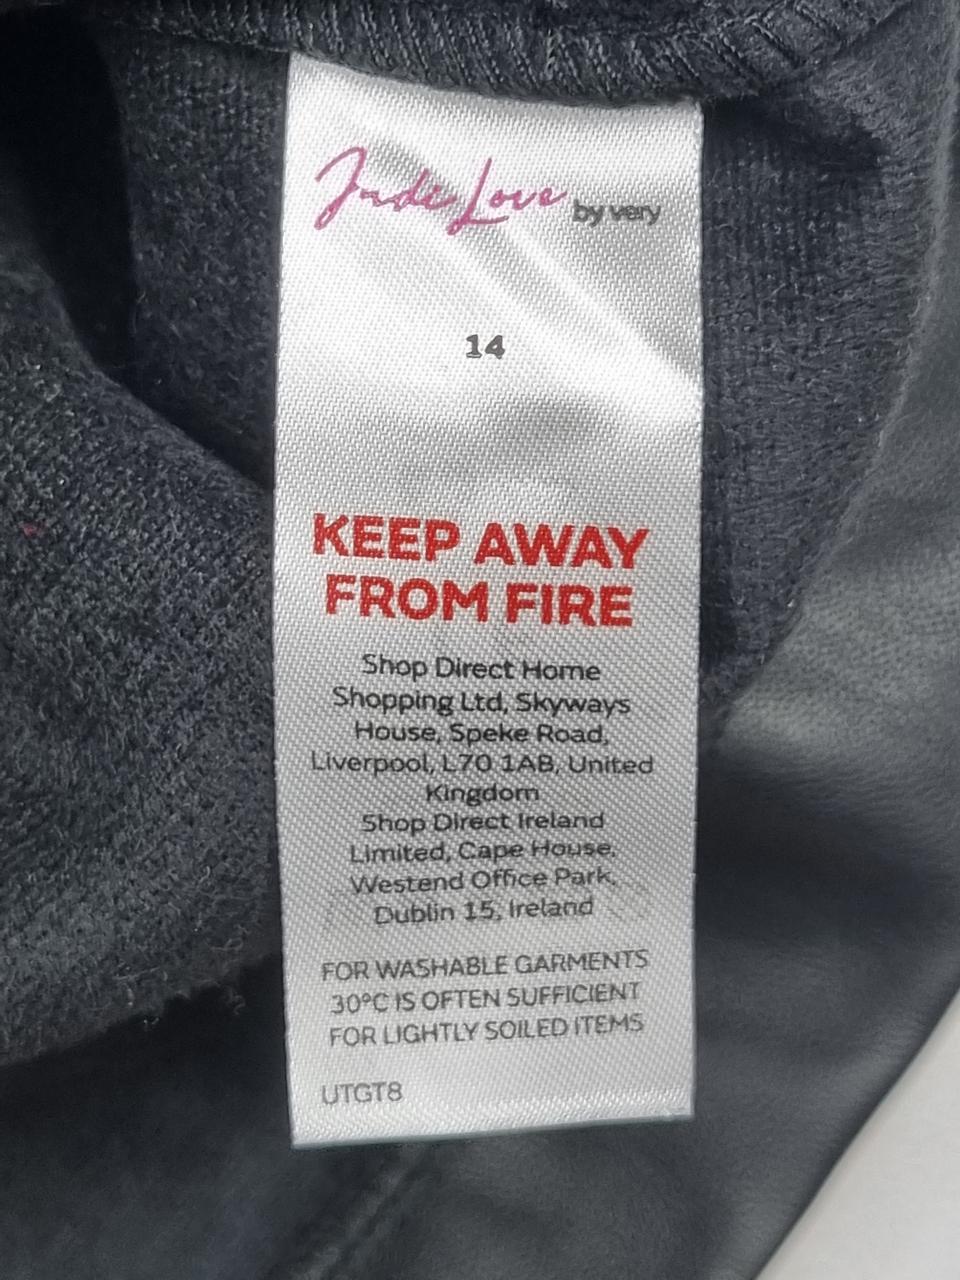 Judi Love by very
14
KEEP AWAY
FROM FIRE
Shop Direct Home
Shopping Ltd, Skyways
House, Speke Road,
Liverpool, L70 1AB, United
Kingdom
Shop Direct Ireland
Limited, Cape House,
Westend Office Park,
Dublin 15, Ireland
FOR WASHABLE GARMENTS
30°C IS OFTEN SUFFICIENT
FOR LIGHTLY SOILED ITEMS
UTGT8